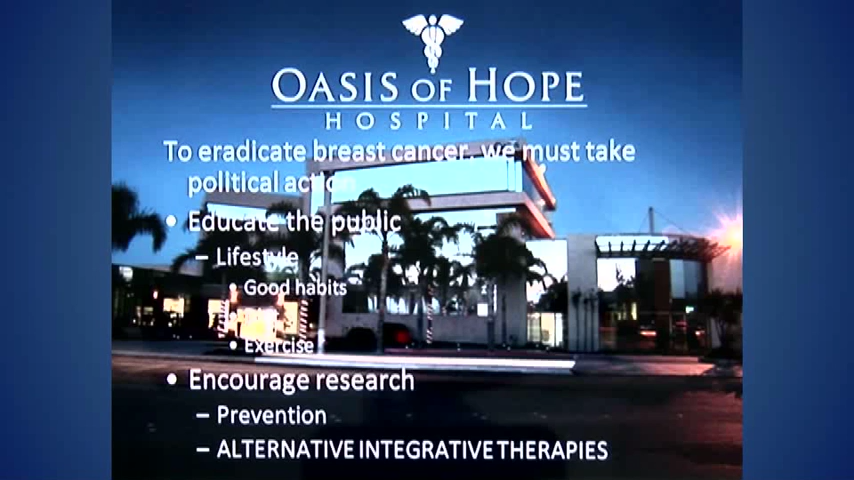 OASIS OF HOPE
HOSPITAL
To eradicate breast cancer, we must take
political action
• Educate the public
– Lifestyle
• Good habits
• Exercise
• Encourage research
– Prevention
– ALTERNATIVE INTEGRATIVE THERAPIES